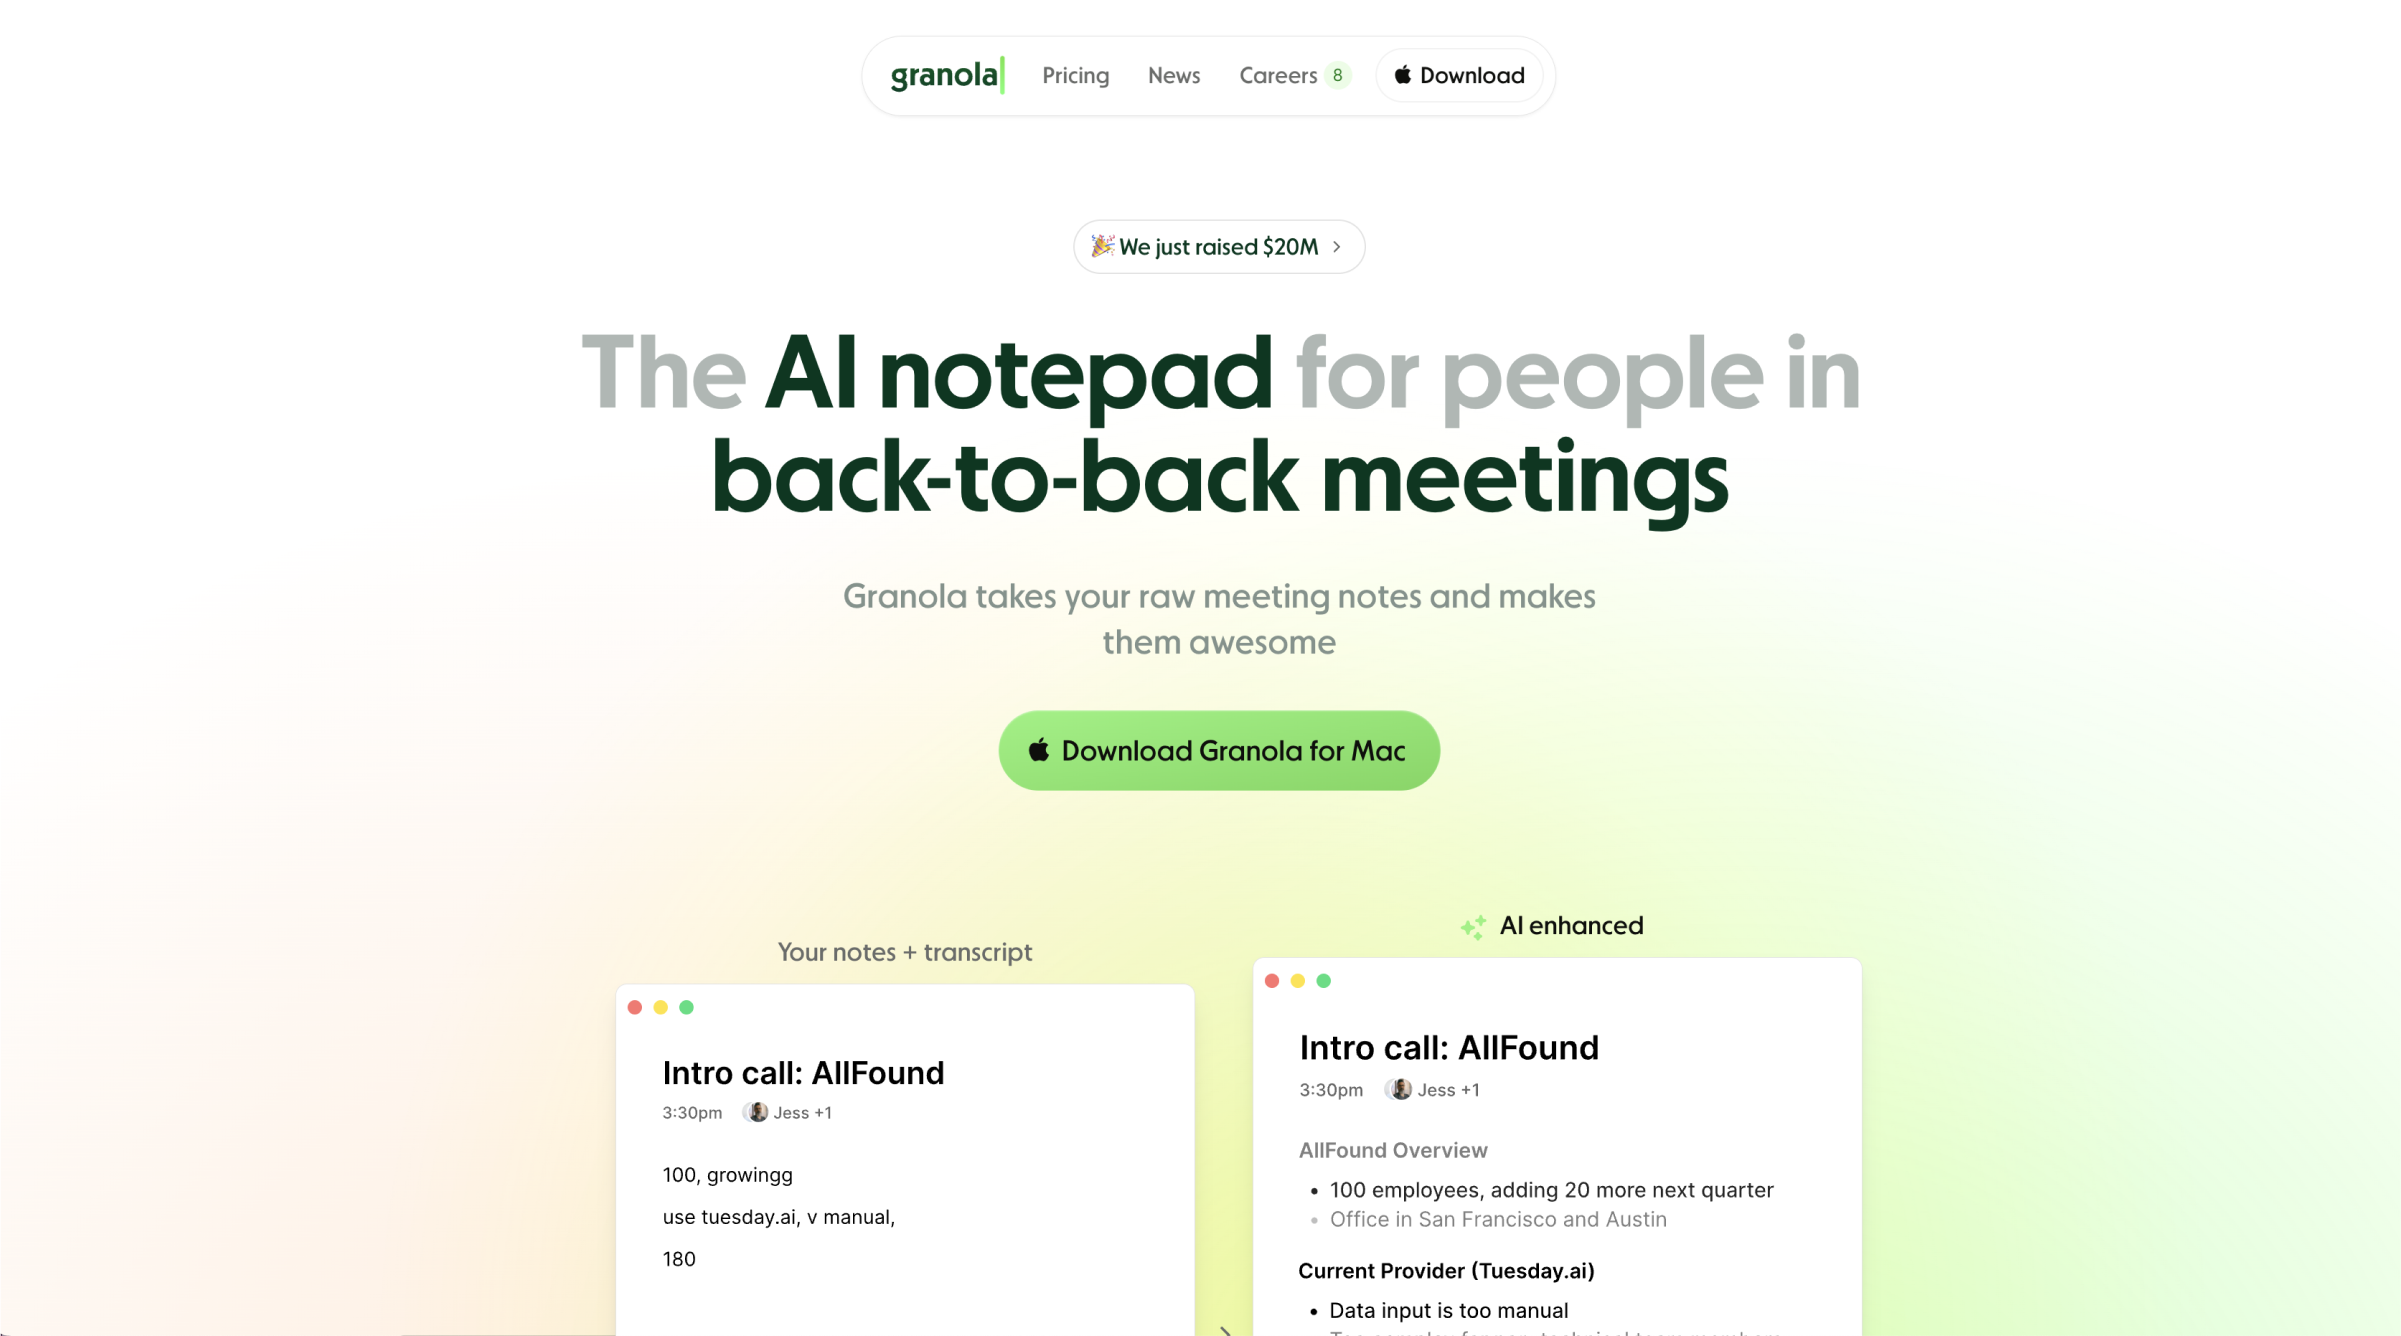 granola
Pricing
News
Careers 8
Download
We just raised $20M
The AI notepad for people in
back-to-back meetings
Granola takes your raw meeting notes and makes
them awesome
Download Granola for Mac
Your notes + transcript
Intro call: AllFound
3:30pm Jess +1
100, growingg
use tuesday.ai, v manual,
180
AI enhanced
Intro call: AllFound
3:30pm Jess +1
AllFound Overview
• 100 employees, adding 20 more next quarter
• Office in San Francisco and Austin
Current Provider (Tuesday.ai)
• Data input is too manual